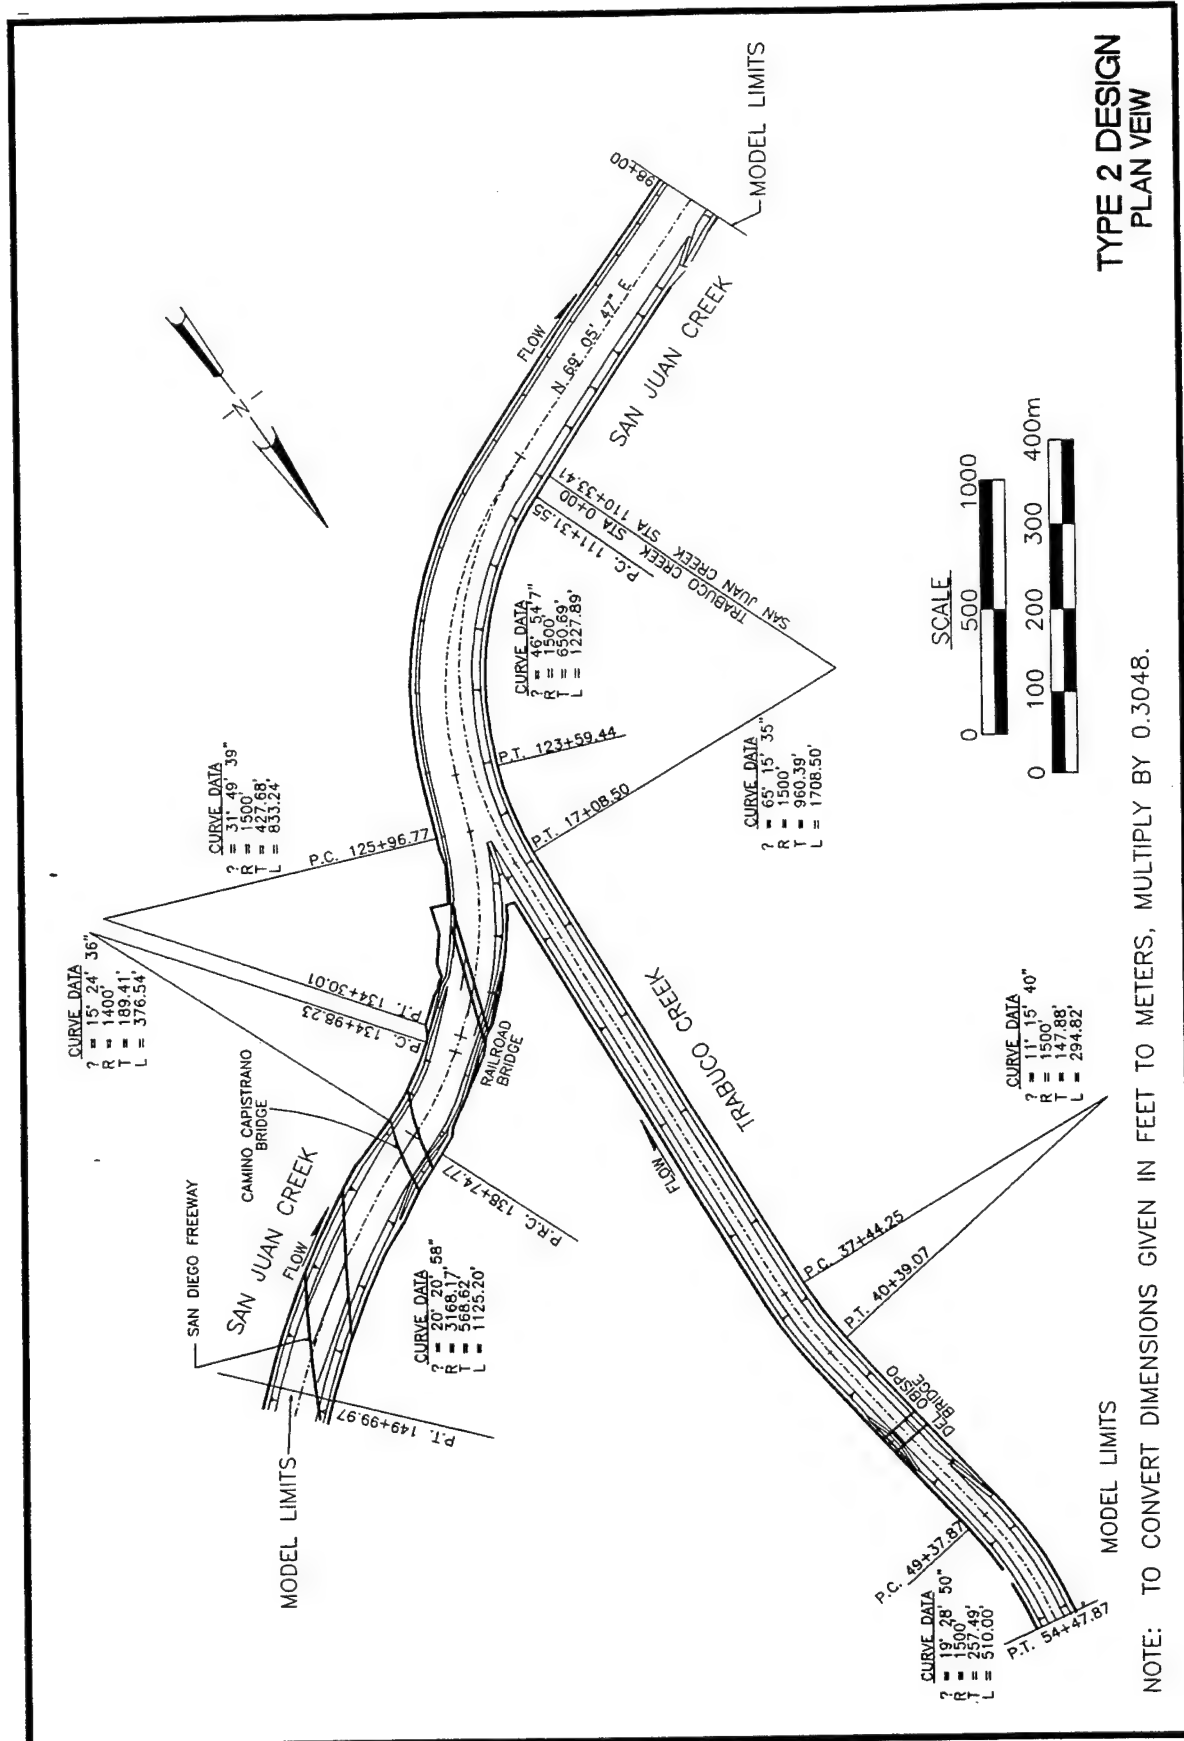 TYPE 2 DESIGN
PLAN VEIW
MODEL LIMITS
98+00
FLOW
N 69° 05' 47" E
SAN JUAN CREEK
N
P.C. 111+31.55
TRABUCO CREEK STA 0+00
SAN JUAN CREEK STA 110+33.41
CURVE DATA
? = 46° 54' 7"
R = 1500'
T = 650.69'
L = 1227.89'
P.T. 123+59.44
P.T. 17+08.50
CURVE DATA
? = 65° 15' 35"
R = 1500'
T = 960.39'
L = 1708.50'
CURVE DATA
? = 31° 49' 39"
R = 1500'
T = 427.68'
L = 833.24'
P.C. 125+96.77
P.T. 134+30.01
P.C. 134+98.23
CURVE DATA
? = 15° 24' 36"
R = 1400'
T = 189.41'
L = 376.54'
CAMINO CAPISTRANO
BRIDGE
RAILROAD
BRIDGE
SAN DIEGO FREEWAY
SAN JUAN CREEK
FLOW
P.R.C. 138+74.77
CURVE DATA
? = 20° 20' 58"
R = 3168.17'
T = 568.62'
L = 1125.20'
P.T. 149+99.97
MODEL LIMITS
TRABUCO CREEK
FLOW
CURVE DATA
? = 11° 15' 40"
R = 1500'
T = 147.88'
L = 294.82'
P.C. 37+44.25
P.T. 40+39.07
DEL OBISPO
BRIDGE
P.C. 49+37.87
CURVE DATA
? = 19° 28' 50"
R = 1500'
T = 257.49'
L = 510.00'
P.T. 54+47.87
MODEL LIMITS
SCALE
0 500 1000
0 100 200 300 400m
NOTE: TO CONVERT DIMENSIONS GIVEN IN FEET TO METERS, MULTIPLY BY 0.3048.